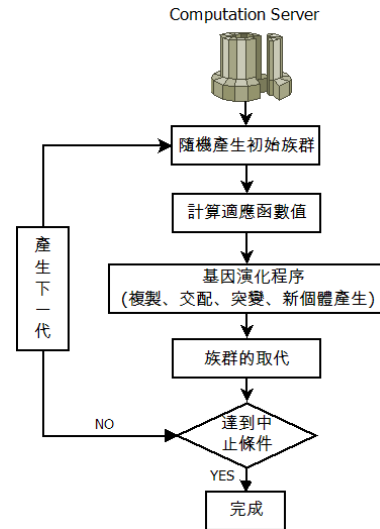 Computation Server
隨機產生初始族群
計算適應函數值
基因演化程序
(複製、交配、突變、新個體產生)
族群的取代
產
生
下
一
代
NO
達到中
止條件
YES
完成